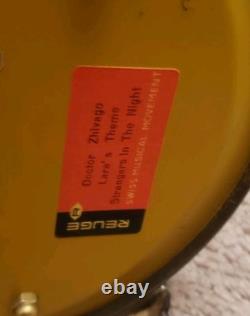 Doctor Zhivago
Lara's Theme
Strangers In The Night
SWISS MUSICAL MOVEMENT
REUGE